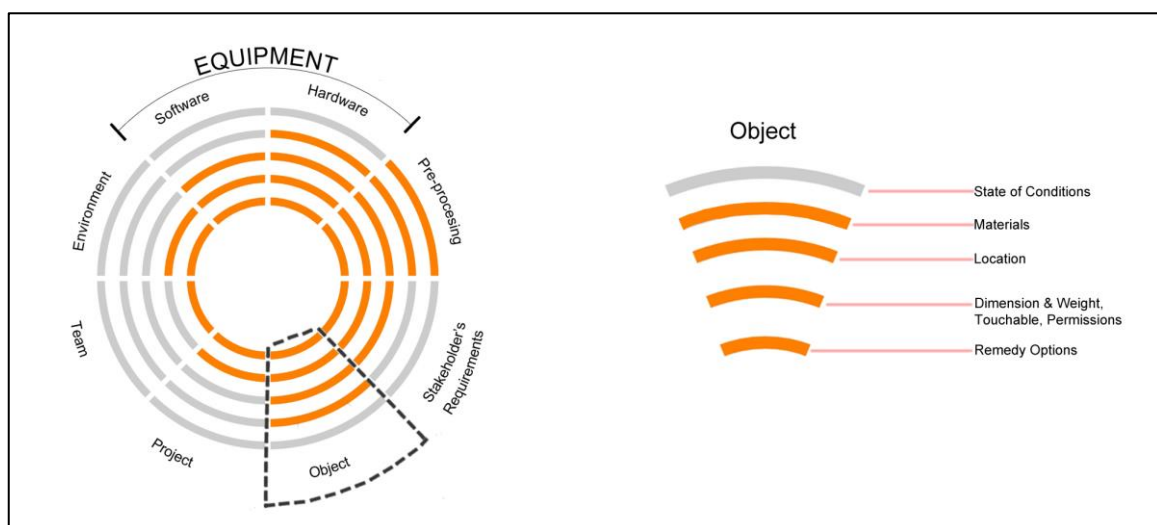 EQUIPMENT
Software
Hardware
Environment
Pre-procesing
Team
Stakeholder's
Requirements
Project
Object
Object
State of Conditions
Materials
Location
Dimension & Weight,
Touchable, Permissions
Remedy Options